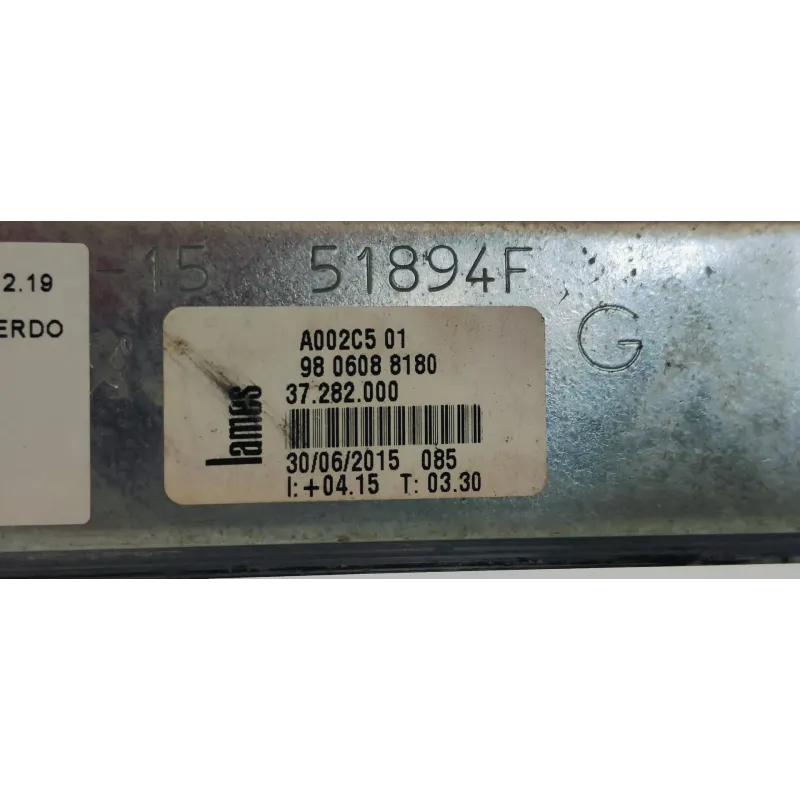 -15 51894F
G
2.19
ERDO
A002C5 01
98 0608 8180
37.282.000
lames
30/06/2015 085
I:+04.15 T: 03.30